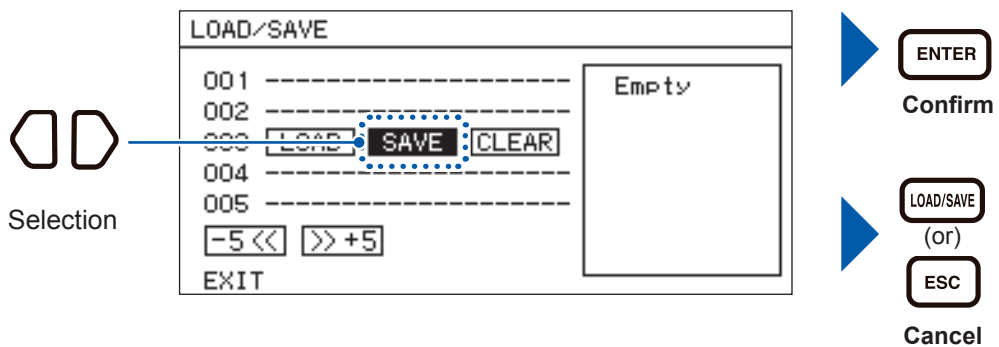 LOAD/SAVE
001 ------------------------------
002 ------------------------------
003 LOAD SAVE CLEAR
004 ------------------------------
005 ------------------------------
-5 << >> +5
EXIT
Empty
Selection
ENTER
Confirm
LOAD/SAVE
(or)
ESC
Cancel